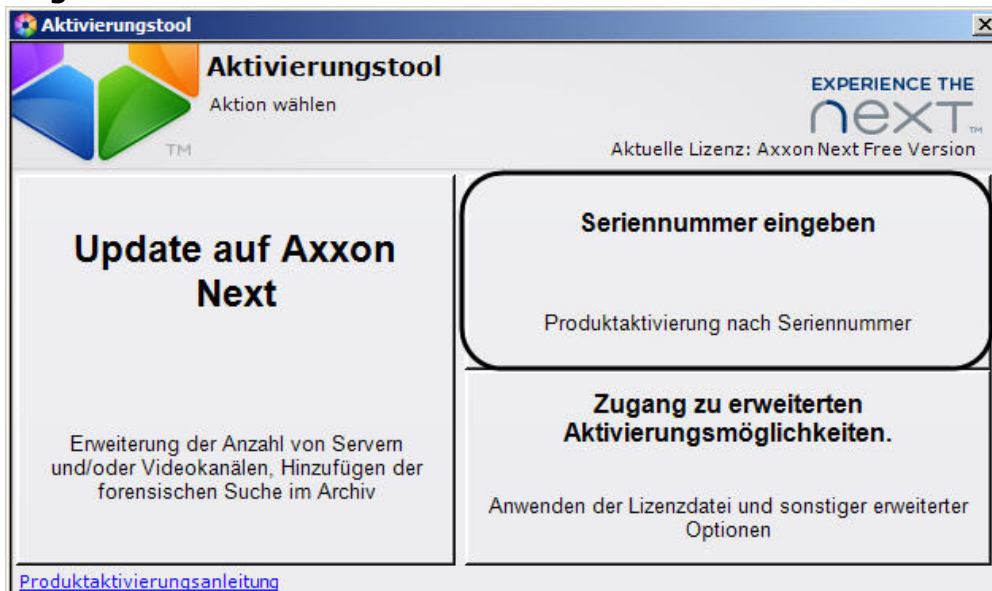 Aktivierungstool
Aktivierungstool
Aktion wählen
EXPERIENCE THE
next™
TM
Aktuelle Lizenz: Axxon Next Free Version
Update auf Axxon
Next
Erweiterung der Anzahl von Servern
und/oder Videokanälen, Hinzufügen der
forensischen Suche im Archiv
Seriennummer eingeben
Produktaktivierung nach Seriennummer
Zugang zu erweiterten
Aktivierungsmöglichkeiten.
Anwenden der Lizenzdatei und sonstiger erweiterter
Optionen
Produktaktivierungsanleitung